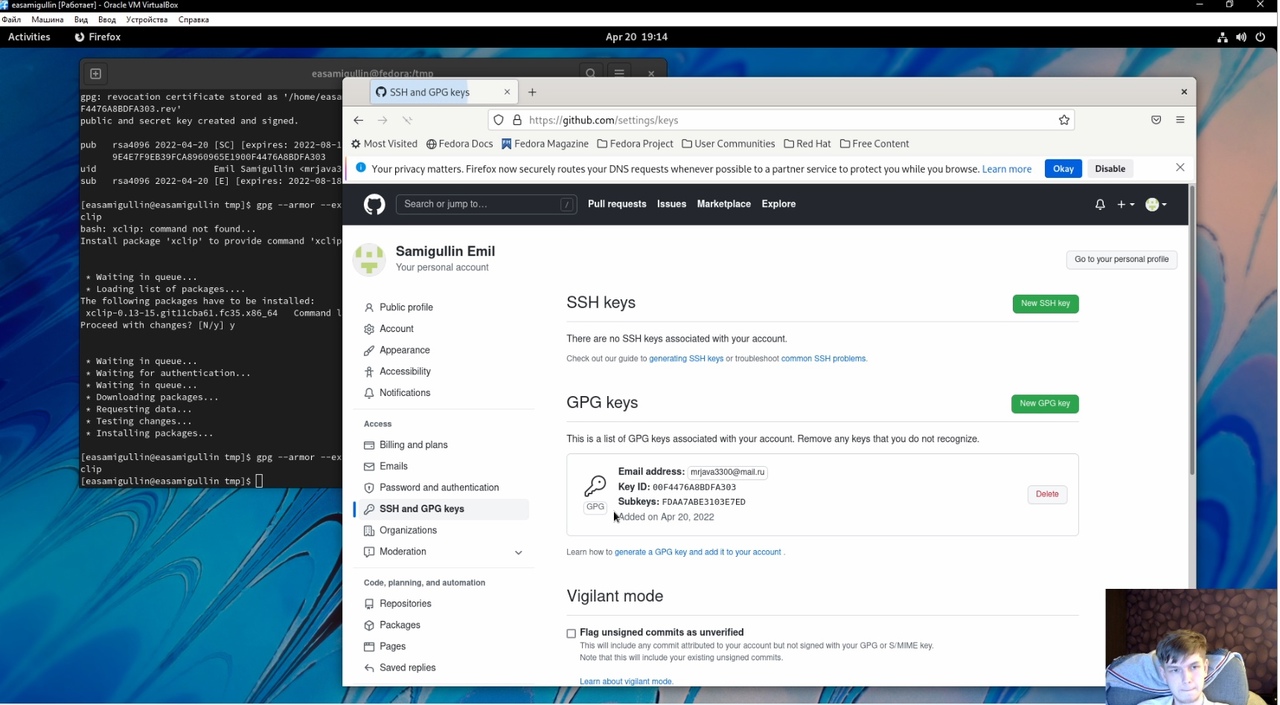 easamigullin [Работает] - Oracle VM VirtualBox
Файл Машина Вид Ввод Устройства Справка
Activities Firefox Apr 20 19:14
easamigullin@fedora:/tmp
gpg: revocation certificate stored as '/home/easa
F4476A8BDFA303.rev'
public and secret key created and signed.
pub rsa4096 2022-04-20 [SC] [expires: 2022-08-1
9E4E7F9EB39FCA8960965E1900F4476A8BDFA303
uid Emil Samigullin <mrjava3
sub rsa4096 2022-04-20 [E] [expires: 2022-08-18
[easamigullin@easamigullin tmp]$ gpg --armor --ex
clip
bash: xclip: command not found...
Install package 'xclip' to provide command 'xclip
* Waiting in queue...
* Loading list of packages....
The following packages have to be installed:
xclip-0.13-15.git11cba61.fc35.x86_64 Command l
Proceed with changes? [N/y] y
* Waiting in queue...
* Waiting for authentication...
* Waiting in queue...
* Downloading packages...
* Requesting data...
* Testing changes...
* Installing packages...
[easamigullin@easamigullin tmp]$ gpg --armor --ex
clip
[easamigullin@easamigullin tmp]$
SSH and GPG keys
https://github.com/settings/keys
Most Visited Fedora Docs Fedora Magazine Fedora Project User Communities Red Hat Free Content
Your privacy matters. Firefox now securely routes your DNS requests whenever possible to a partner service to protect you while you browse. Learn more Okay Disable
Search or jump to… / Pull requests Issues Marketplace Explore
Samigullin Emil
Your personal account
Go to your personal profile
Public profile
Account
Appearance
Accessibility
Notifications
Access
Billing and plans
Emails
Password and authentication
SSH and GPG keys
Organizations
Moderation
Code, planning, and automation
Repositories
Packages
Pages
Saved replies
SSH keys
New SSH key
There are no SSH keys associated with your account.
Check out our guide to generating SSH keys or troubleshoot common SSH problems.
GPG keys
New GPG key
This is a list of GPG keys associated with your account. Remove any keys that you do not recognize.
Email address: mrjava3300@mail.ru
Key ID: 00F4476A8BDFA303
Subkeys: FDAA7ABE3103E7ED
Added on Apr 20, 2022
GPG
Delete
Learn how to generate a GPG key and add it to your account .
Vigilant mode
Flag unsigned commits as unverified
This will include any commit attributed to your account but not signed with your GPG or S/MIME key.
Note that this will include your existing unsigned commits.
Learn about vigilant mode.